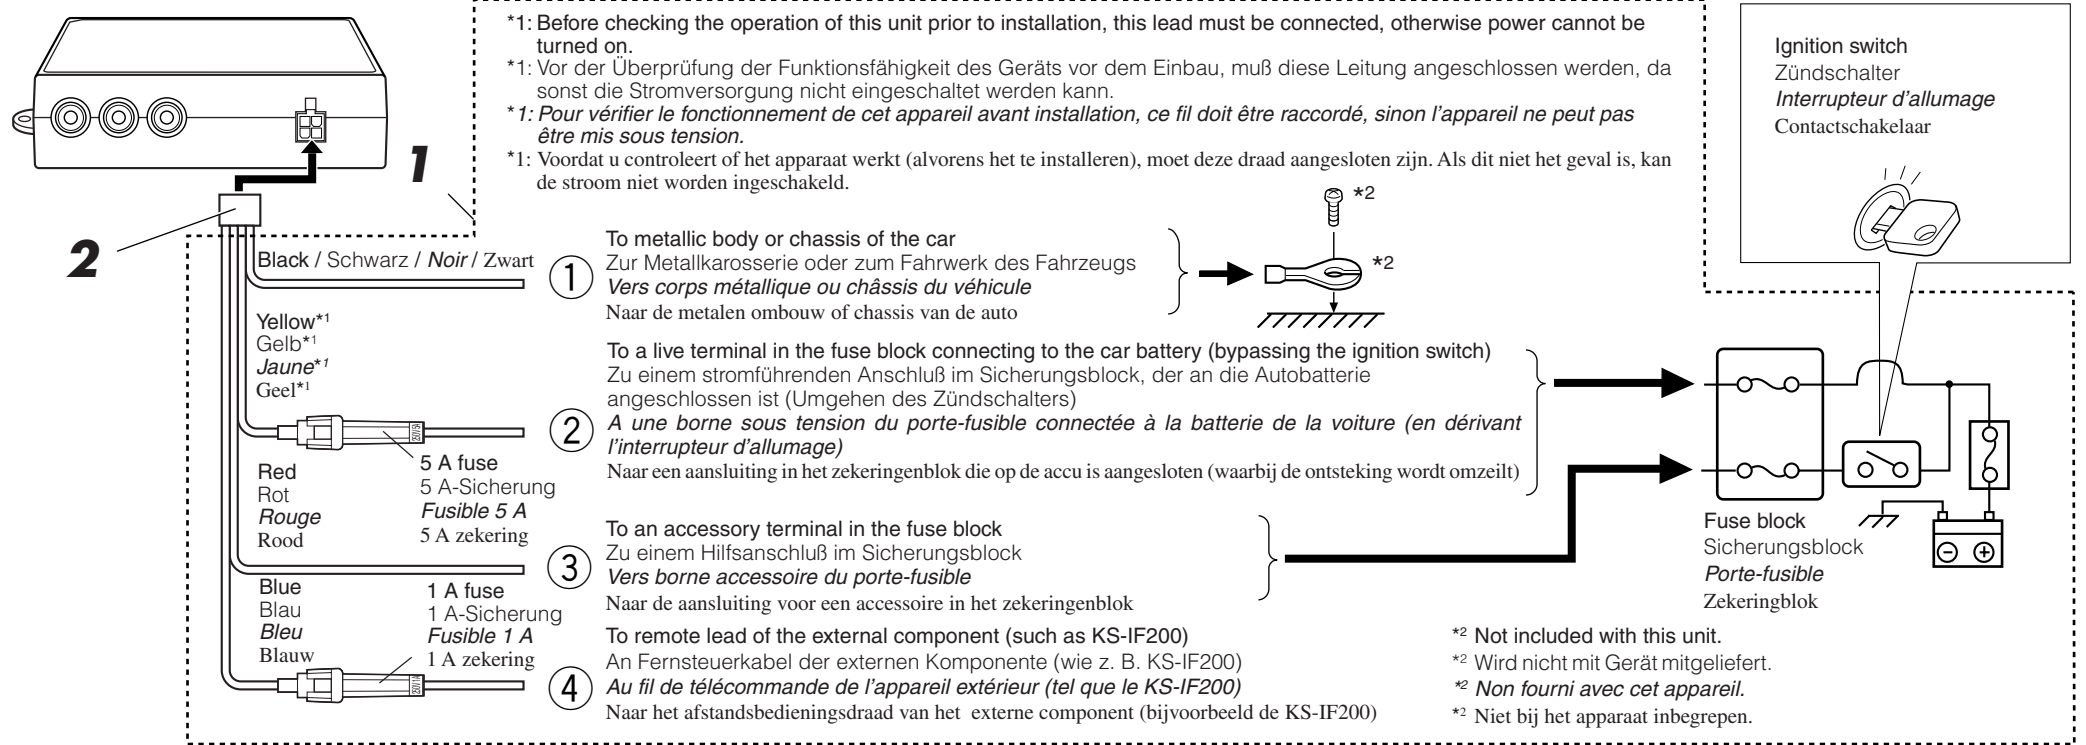 *1: Before checking the operation of this unit prior to installation, this lead must be connected, otherwise power cannot be
turned on.
*1: Vor der Überprüfung der Funktionsfähigkeit des Geräts vor dem Einbau, muß diese Leitung angeschlossen werden, da
sonst die Stromversorgung nicht eingeschaltet werden kann.
*1: Pour vérifier le fonctionnement de cet appareil avant installation, ce fil doit être raccordé, sinon l'appareil ne peut pas
être mis sous tension.
*1: Voordat u controleert of het apparaat werkt (alvorens het te installeren), moet deze draad aangesloten zijn. Als dit niet het geval is, kan
de stroom niet worden ingeschakeld.
Ignition switch
Zündschalter
Interrupteur d'allumage
Contactschakelaar
1
2
Black / Schwarz / Noir / Zwart
1
To metallic body or chassis of the car
Zur Metallkarosserie oder zum Fahrwerk des Fahrzeugs
Vers corps métallique ou châssis du véhicule
Naar de metalen ombouw of chassis van de auto
*2
*2
Yellow*1
Gelb*1
Jaune*1
Geel*1
2
To a live terminal in the fuse block connecting to the car battery (bypassing the ignition switch)
Zu einem stromführenden Anschluß im Sicherungsblock, der an die Autobatterie
angeschlossen ist (Umgehen des Zündschalters)
A une borne sous tension du porte-fusible connectée à la batterie de la voiture (en dérivant
l'interrupteur d'allumage)
Naar een aansluiting in het zekeringenblok die op de accu is aangesloten (waarbij de ontsteking wordt omzeilt)
5 A fuse
5 A-Sicherung
Fusible 5 A
5 A zekering
Red
Rot
Rouge
Rood
3
To an accessory terminal in the fuse block
Zu einem Hilfsanschluß im Sicherungsblock
Vers borne accessoire du porte-fusible
Naar de aansluiting voor een accessoire in het zekeringenblok
Fuse block
Sicherungsblock
Porte-fusible
Zekeringblok
Blue
Blau
Bleu
Blauw
1 A fuse
1 A-Sicherung
Fusible 1 A
1 A zekering
4
To remote lead of the external component (such as KS-IF200)
An Fernsteuerkabel der externen Komponente (wie z. B. KS-IF200)
Au fil de télécommande de l'appareil extérieur (tel que le KS-IF200)
Naar het afstandsbedieningsdraad van het externe component (bijvoorbeeld de KS-IF200)
*2 Not included with this unit.
*2 Wird nicht mit Gerät mitgeliefert.
*2 Non fourni avec cet appareil.
*2 Niet bij het apparaat inbegrepen.